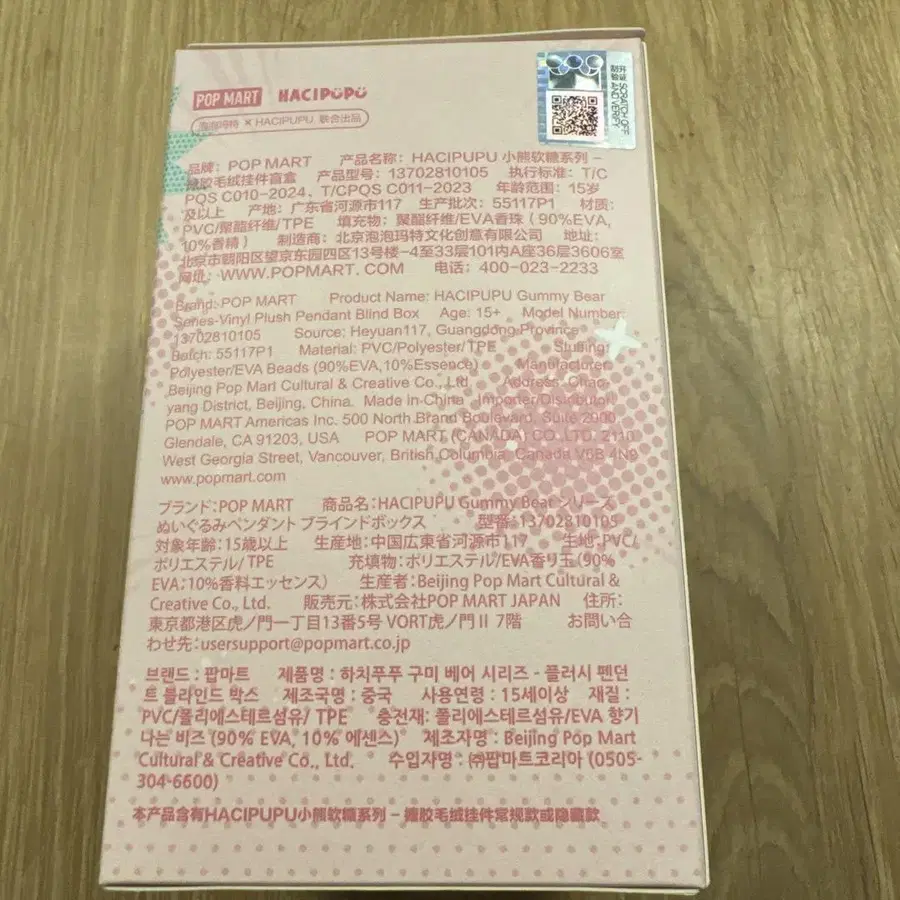 POP MART HACIPUPU
泡泡玛特 × HACIPUPU 联合出品
开盒 SCRATCH OFF
刮验 AND VERIFY
品牌：POP MART 产品名称：HACIPUPU 小熊软糖系列 –
搪胶毛绒挂件盲盒 产品型号：13702810105 执行标准：T/C
PQS C010-2024、T/CPQS C011-2023 年龄范围：15岁
及以上 产地：广东省河源市117 生产批次：55117P1 材质：
PVC/聚酯纤维/TPE 填充物：聚酯纤维/EVA香珠（90%EVA,
10%香精） 制造商：北京泡泡玛特文化创意有限公司 地址：
北京市朝阳区望京东园四区13号楼-4至33层101内A座36层3606室
网址：WWW.POPMART.COM 电话：400-023-2233
Brand: POP MART Product Name: HACIPUPU Gummy Bear
Series-Vinyl Plush Pendant Blind Box Age: 15+ Model Number:
13702810105 Source: Heyuan117, Guangdong Province
Batch: 55117P1 Material: PVC/Polyester/TPE Stuffing:
Polyester/EVA Beads (90%EVA,10%Essence) Manufacturer:
Beijing Pop Mart Cultural & Creative Co., Ltd. Address: Chao-
yang District, Beijing, China. Made in China Importer/Distributor:
POP MART Americas Inc. 500 North Brand Boulevard, Suite 2000,
Glendale, CA 91203, USA POP MART (CANADA) CO.,LTD. 2110,
West Georgia Street, Vancouver, British Columbia, Canada V6B 4N9
www.popmart.com
ブランド：POP MART 商品名：HACIPUPU Gummy Bear シリーズ
ぬいぐるみペンダント ブラインドボックス 型番：13702810105
対象年齢：15歳以上 生産地：中国広東省河源市117 生地：PVC/
ポリエステル/TPE 充填物：ポリエステル/EVA香り玉（90%
EVA;10%香料エッセンス） 生産者：Beijing Pop Mart Cultural &
Creative Co., Ltd. 販売元：株式会社POP MART JAPAN 住所：
東京都港区虎ノ門一丁目13番5号 VORT虎ノ門Ⅱ 7階 お問い合
わせ先：usersupport@popmart.co.jp
브랜드 : 팝마트 제품명 : 하치푸푸 구미 베어 시리즈 - 플러시 펜던
트 블라인드 박스 제조국명 : 중국 사용연령 : 15세이상 재질 :
PVC/폴리에스테르섬유/ TPE 충전재: 폴리에스테르섬유/EVA 향기
나는 비즈 (90% EVA, 10% 에센스) 제조자명 : Beijing Pop Mart
Cultural & Creative Co., Ltd. 수입자명 : ㈜팝마트코리아 (0505-
304-6600)
本产品含有HACIPUPU小熊软糖系列 – 搪胶毛绒挂件常规款或隐藏款